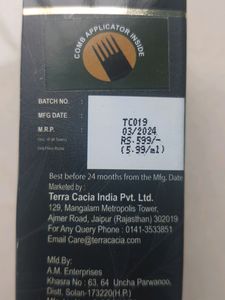 COMB APPLICATOR INSIDE
BATCH NO. : TC019
MFG DATE : 03/2024
M.R.P. : RS.599/-
(5.99/ml)
Best before 24 months from the Mfg. Date
Marketed by :
Terra Cacia India Pvt. Ltd.
129, Mangalam Metropolis Tower,
Ajmer Road, Jaipur (Rajasthan) 302019
For Any Query Phone : 0141-3533851
Email Care@terracacia.com
Mfd.By:
A.M. Enterprises
Khasra No : 63, 64 Uncha Parwanoo,
Distt. Solan-173220(H.P.)